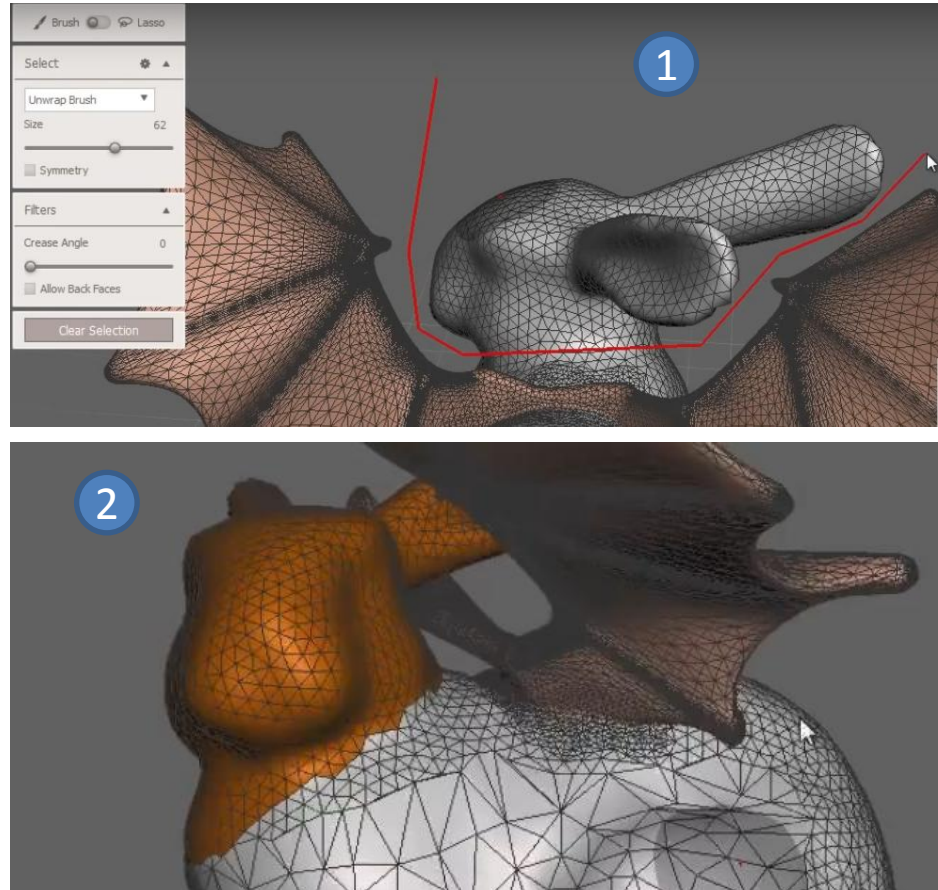 Brush Lasso
1
Select
Unwrap Brush
Size 62
Symmetry
Filters
Crease Angle 0
Allow Back Faces
Clear Selection
2